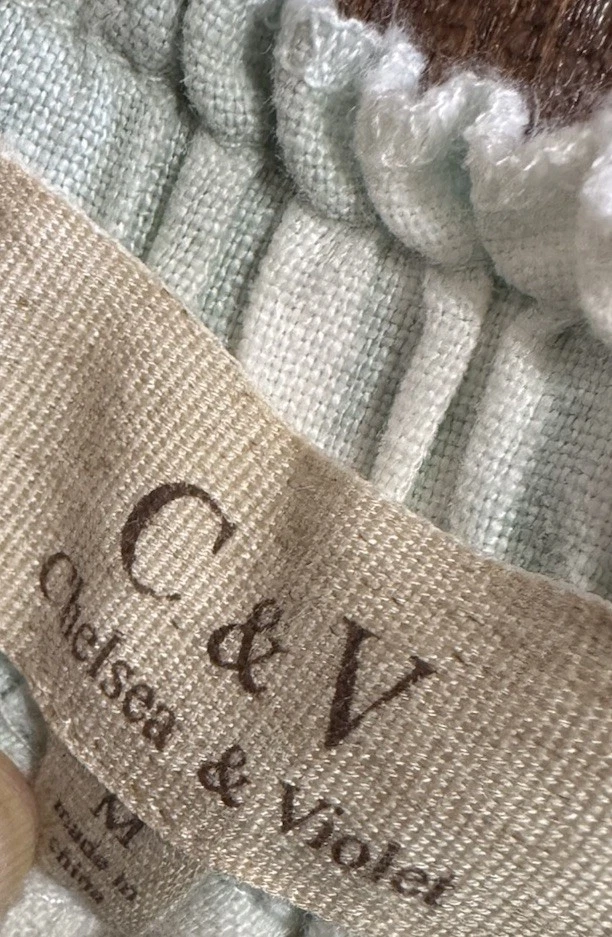 C & V
Chelsea & Violet
M
made in
china